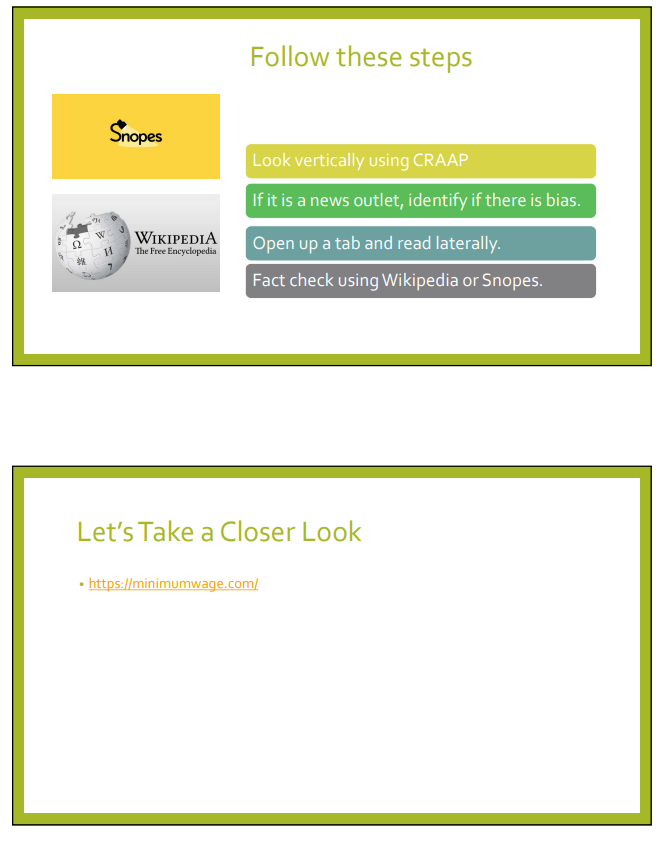 Follow these steps
Snopes
Look vertically using CRAAP
If it is a news outlet, identify if there is bias.
WIKIPEDIA
The Free Encyclopedia
Open up a tab and read laterally.
Fact check using Wikipedia or Snopes.
Let's Take a Closer Look
https://minimumwage.com/